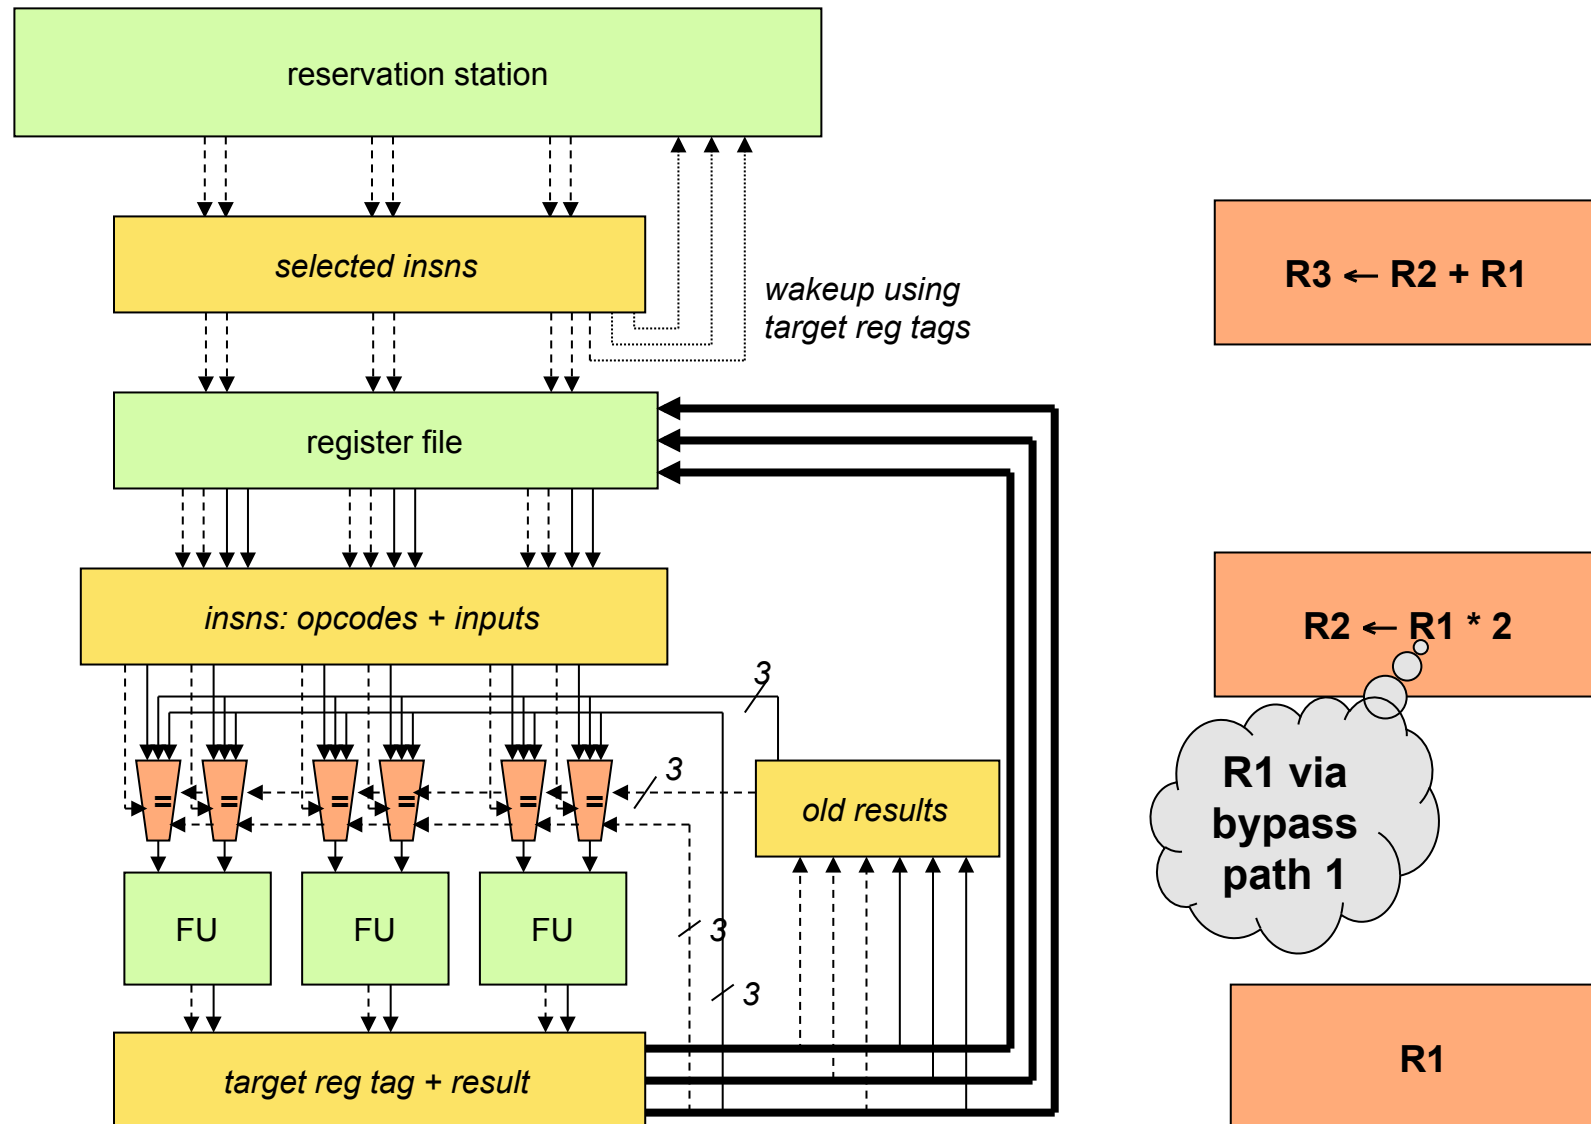 reservation station
selected insns
wakeup using
target reg tags
R3 ← R2 + R1
register file
insns: opcodes + inputs
R2 ← R1 * 2
3
= = = = = =
3
old results
R1 via
bypass
path 1
FU FU FU
3
3
target reg tag + result
R1